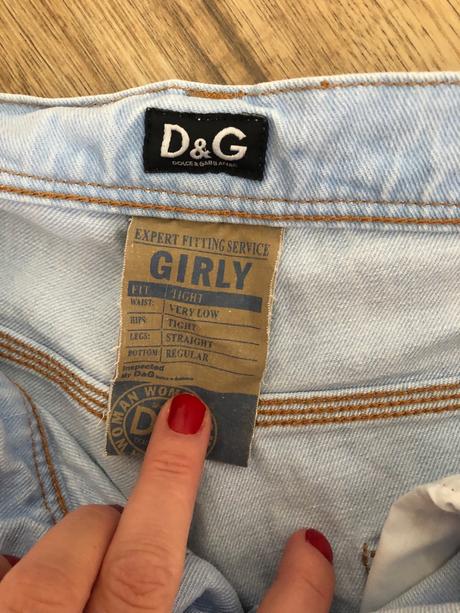 D&G
DOLCE & GABBANA
EXPERT FITTING SERVICE
GIRLY
FIT: TIGHT
WAIST: VERY LOW
HIPS: TIGHT
LEGS: STRAIGHT
BOTTOM: REGULAR
Inspected
by D&G
WOMAN WOM
D